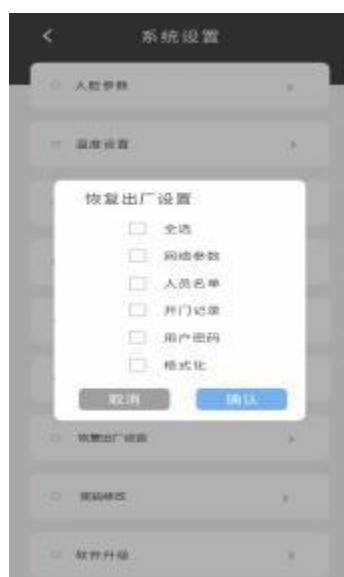 系统设置
人脸参数
温度设置
恢复出厂设置
全选
网络参数
人员名单
开门记录
用户密码
格式化
取消
确认
恢复出厂设置
密码修改
软件升级